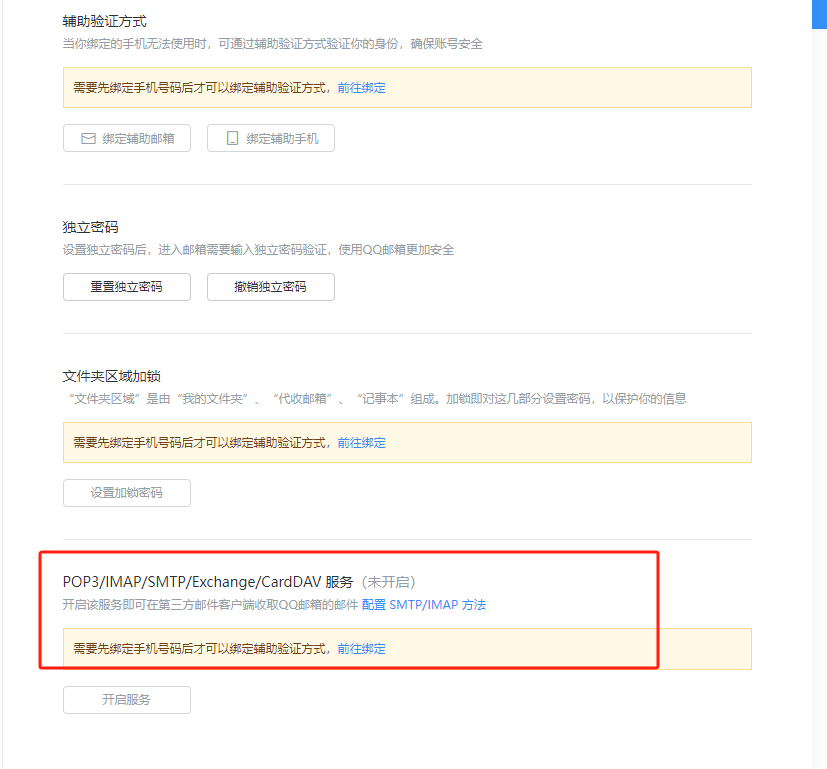 辅助验证方式
当你绑定的手机无法使用时，可通过辅助验证方式验证你的身份，确保账号安全
需要先绑定手机号码后才可以绑定辅助验证方式，前往绑定
绑定辅助邮箱 绑定辅助手机
独立密码
设置独立密码后，进入邮箱需要输入独立密码验证，使用QQ邮箱更加安全
重置独立密码 撤销独立密码
文件夹区域加锁
“文件夹区域”是由“我的文件夹”、“代收邮箱”、“记事本”组成。加锁即对这几部分设置密码，以保护你的信息
需要先绑定手机号码后才可以绑定辅助验证方式，前往绑定
设置加锁密码
POP3/IMAP/SMTP/Exchange/CardDAV 服务（未开启）
开启该服务即可在第三方邮件客户端收取QQ邮箱的邮件 配置 SMTP/IMAP 方法
需要先绑定手机号码后才可以绑定辅助验证方式，前往绑定
开启服务